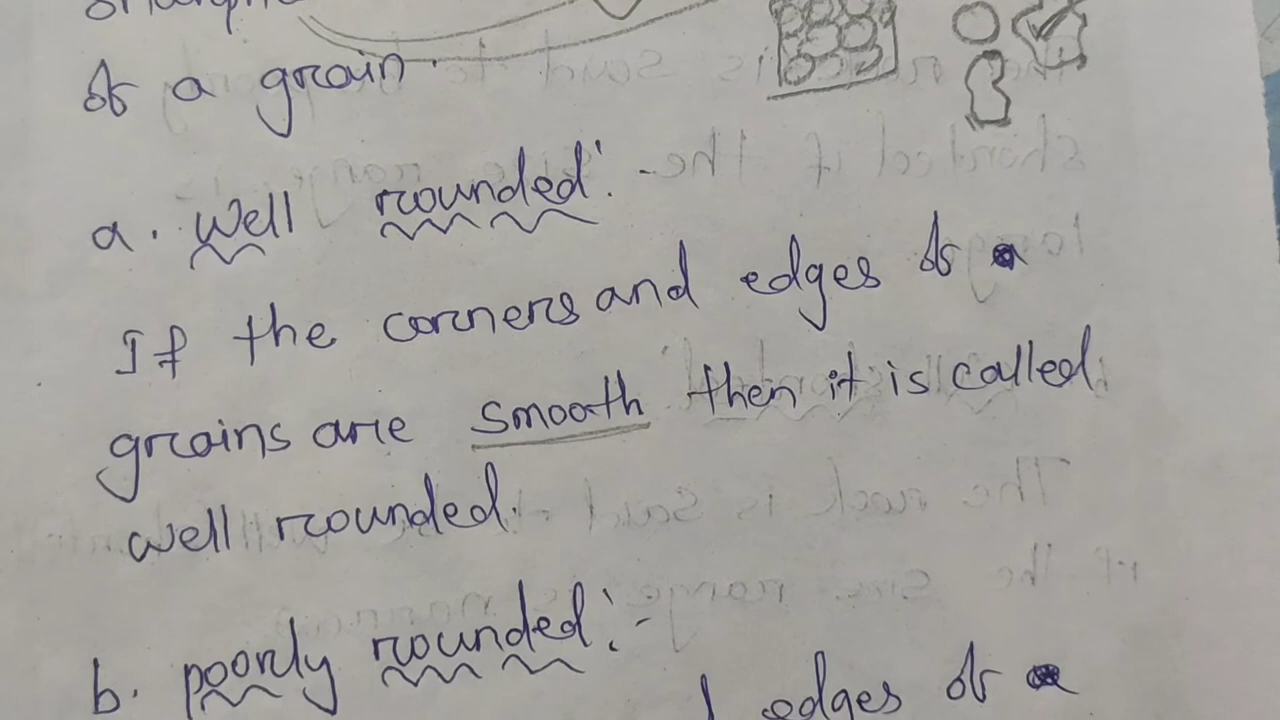 of a grain.
a. Well rounded:-
If the corners and edges of a
grains are smooth then it is called
well rounded.
b. poorly rounded:-
edges of a